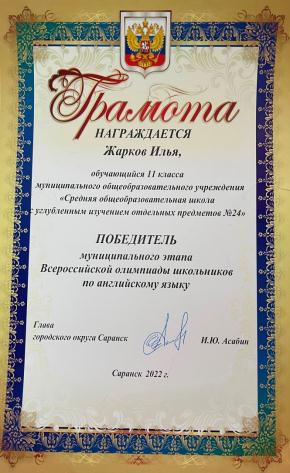 Грамота
НАГРАЖДАЕТСЯ
Жарков Илья,
обучающийся 11 класса
муниципального общеобразовательного учреждения
«Средняя общеобразовательная школа
с углубленным изучением отдельных предметов №24»
ПОБЕДИТЕЛЬ
муниципального этапа
Всероссийской олимпиады школьников
по английскому языку
Глава
городского округа Саранск И.Ю. Асабин
Саранск 2022 г.